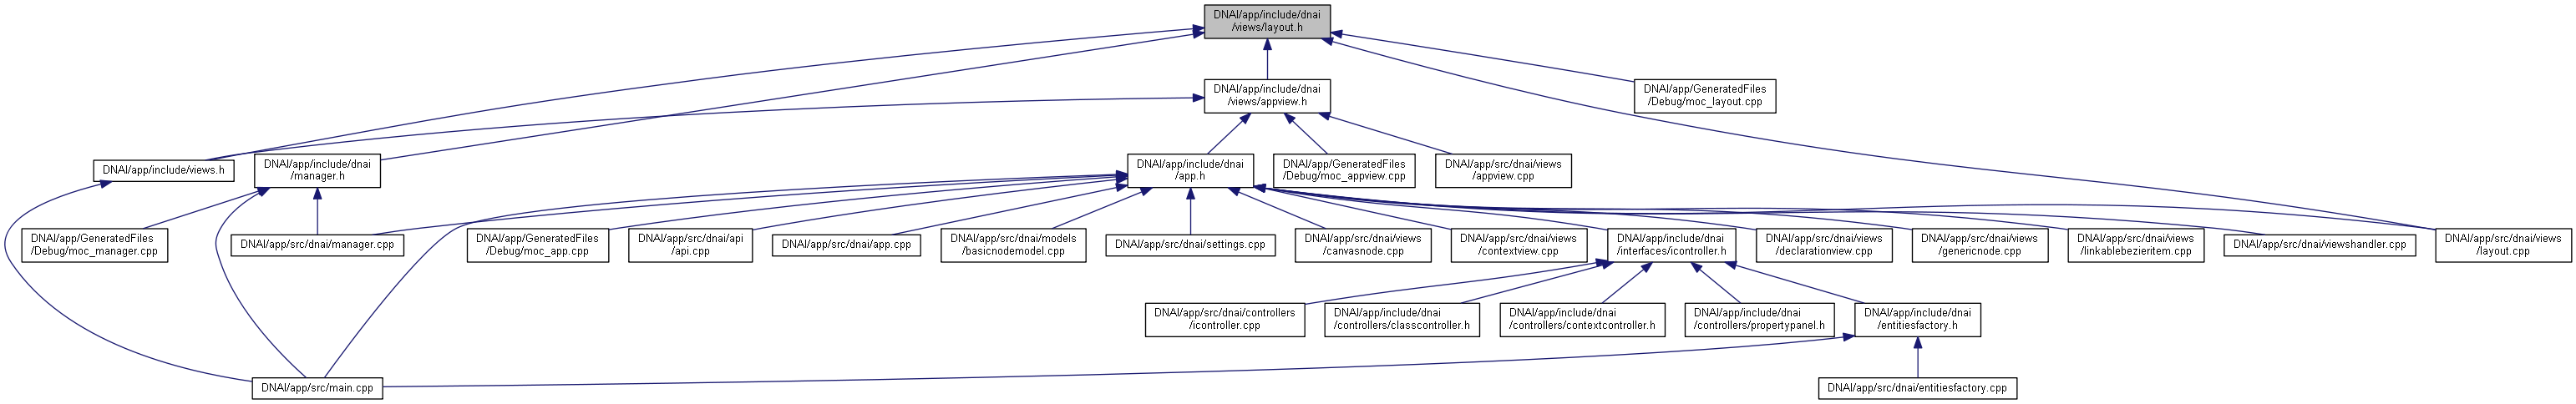 DNAI/app/include/dnai
/views/layout.h
DNAI/app/include/dnai
/views/appview.h
DNAI/app/GeneratedFiles
/Debug/moc_layout.cpp
DNAI/app/include/views.h
DNAI/app/include/dnai
/manager.h
DNAI/app/include/dnai
/app.h
DNAI/app/GeneratedFiles
/Debug/moc_appview.cpp
DNAI/app/src/dnai/views
/appview.cpp
DNAI/app/GeneratedFiles
/Debug/moc_manager.cpp
DNAI/app/src/dnai/manager.cpp
DNAI/app/GeneratedFiles
/Debug/moc_app.cpp
DNAI/app/src/dnai/api
/api.cpp
DNAI/app/src/dnai/app.cpp
DNAI/app/src/dnai/models
/basicnodemodel.cpp
DNAI/app/src/dnai/settings.cpp
DNAI/app/src/dnai/views
/canvasnode.cpp
DNAI/app/src/dnai/views
/contextview.cpp
DNAI/app/include/dnai
/interfaces/icontroller.h
DNAI/app/src/dnai/views
/declarationview.cpp
DNAI/app/src/dnai/views
/genericnode.cpp
DNAI/app/src/dnai/views
/linkablebezieritem.cpp
DNAI/app/src/dnai/viewshandler.cpp
DNAI/app/src/dnai/views
/layout.cpp
DNAI/app/src/dnai/controllers
/icontroller.cpp
DNAI/app/include/dnai
/controllers/classcontroller.h
DNAI/app/include/dnai
/controllers/contextcontroller.h
DNAI/app/include/dnai
/controllers/propertypanel.h
DNAI/app/include/dnai
/entitiesfactory.h
DNAI/app/src/main.cpp
DNAI/app/src/dnai/entitiesfactory.cpp